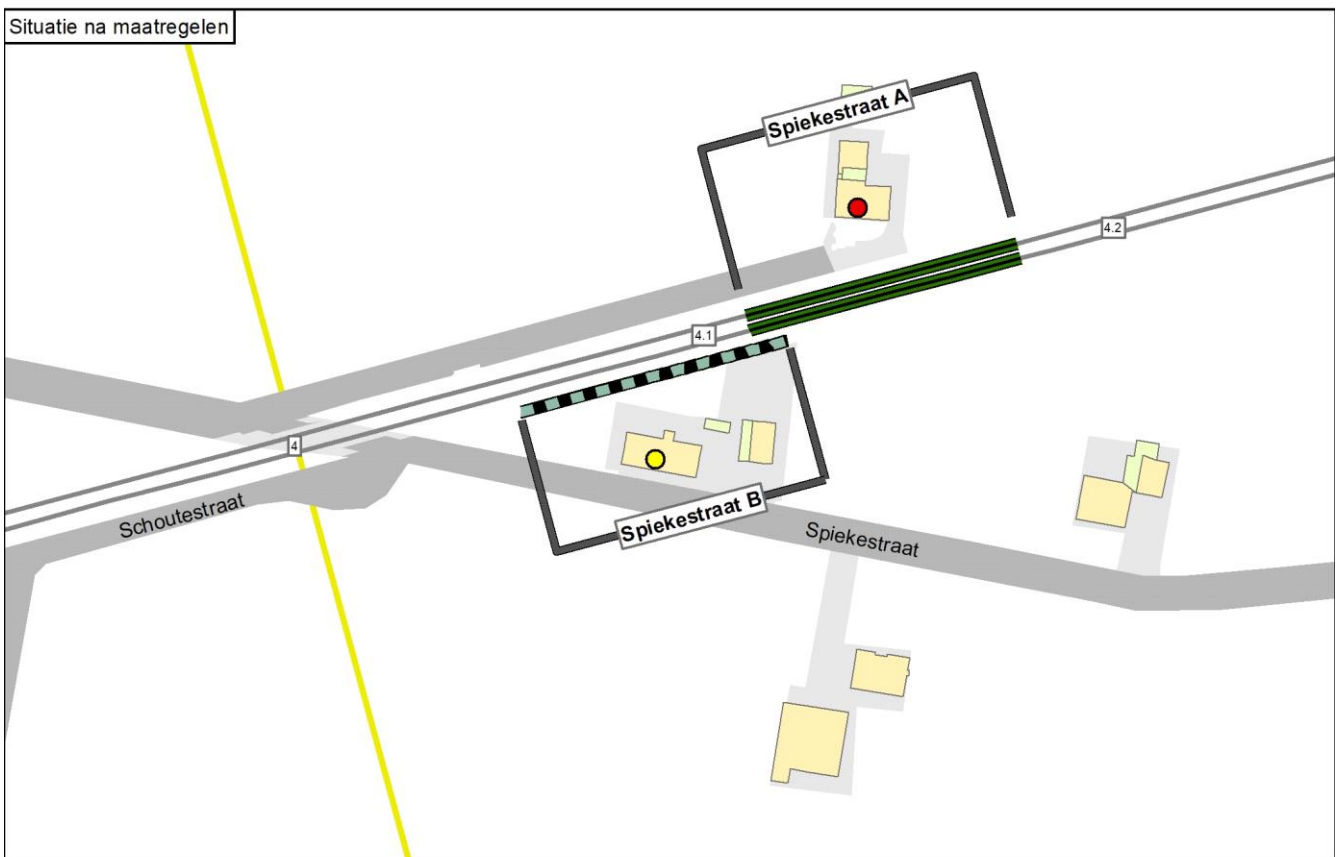 Situatie na maatregelen
Spiekestraat A
4.2
4.1
4
Schoutestraat
Spiekestraat B
Spiekestraat